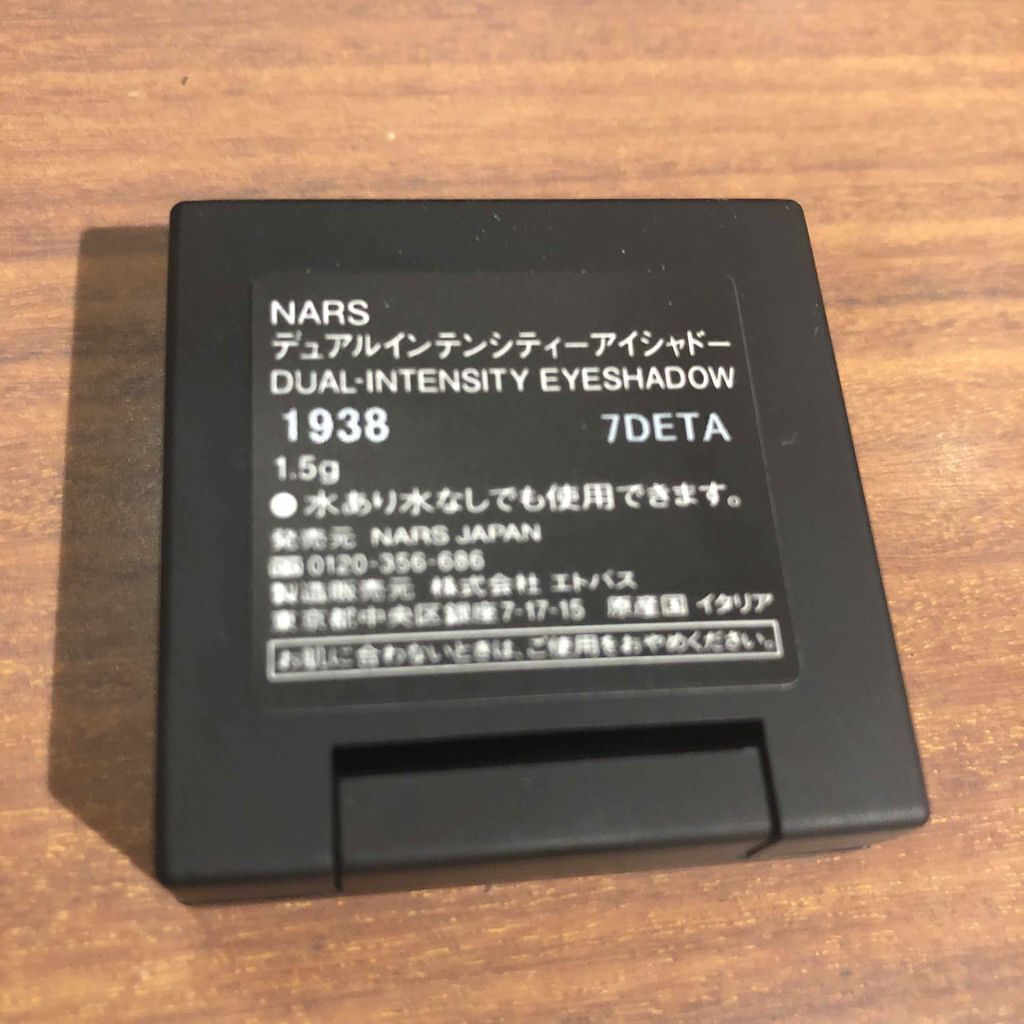 NARS
デュアルインテンシティーアイシャドー
DUAL-INTENSITY EYESHADOW
1938 7DETA
1.5g
●水あり水なしでも使用できます。
発売元 NARS JAPAN
0120-356-686
製造販売元 株式会社 エトバス
東京都中央区銀座7-17-15 原産国 イタリア
お肌に合わないときは、ご使用をおやめください。